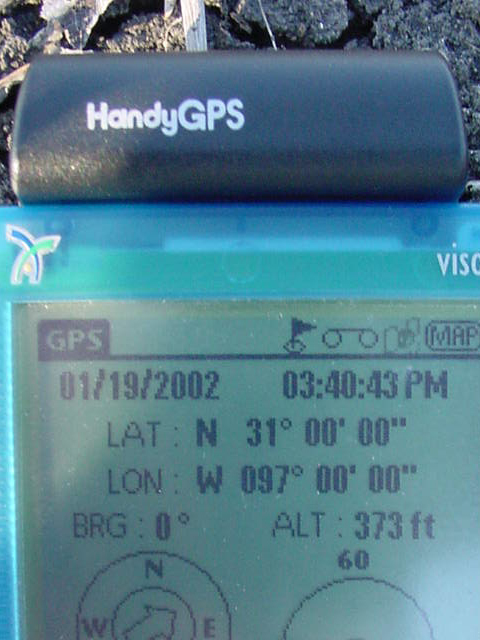 HandyGPS
GPS MAP
01/19/2002 03:40:43 PM
LAT : N 31° 00' 00"
LON : W 097° 00' 00"
BRG : 0° ALT : 373 ft
N 60
W E